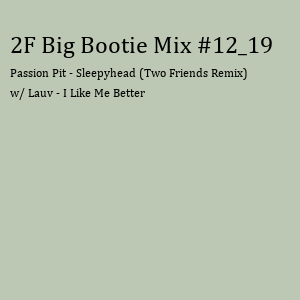 2F Big Bootie Mix #12_19
Passion Pit - Sleepyhead (Two Friends Remix)
w/ Lauv - I Like Me Better